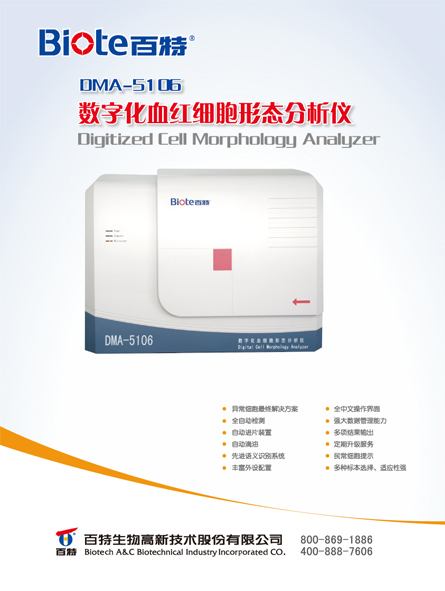 Biote百特®
DMA-5106
数字化血红细胞形态分析仪
Digitized Cell Morphology Analyzer
Biote百特
DMA-5106
数字化血细胞形态分析仪
Digital Cell Morphology Analyzer
异常细胞最终解决方案
全自动检测
自动进片装置
自动滴油
先进语义识别系统
丰富外设配置
全中文操作界面
强大数据管理能力
多项结果输出
定期升级服务
异常细胞提示
多种标本选择、适应性强
百特
百特生物高新技术股份有限公司
Biotech A&C Biotechnical Industry Incorporated CO.
800-869-1886
400-888-7606